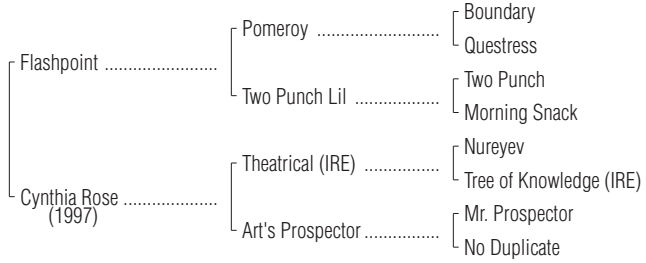 Boundary
Pomeroy ..........................
Questress
Flashpoint ........................
Two Punch
Two Punch Lil ..................
Morning Snack
Nureyev
Theatrical (IRE) ................
Tree of Knowledge (IRE)
Cynthia Rose ....................
(1997)
Mr. Prospector
Art's Prospector ................
No Duplicate